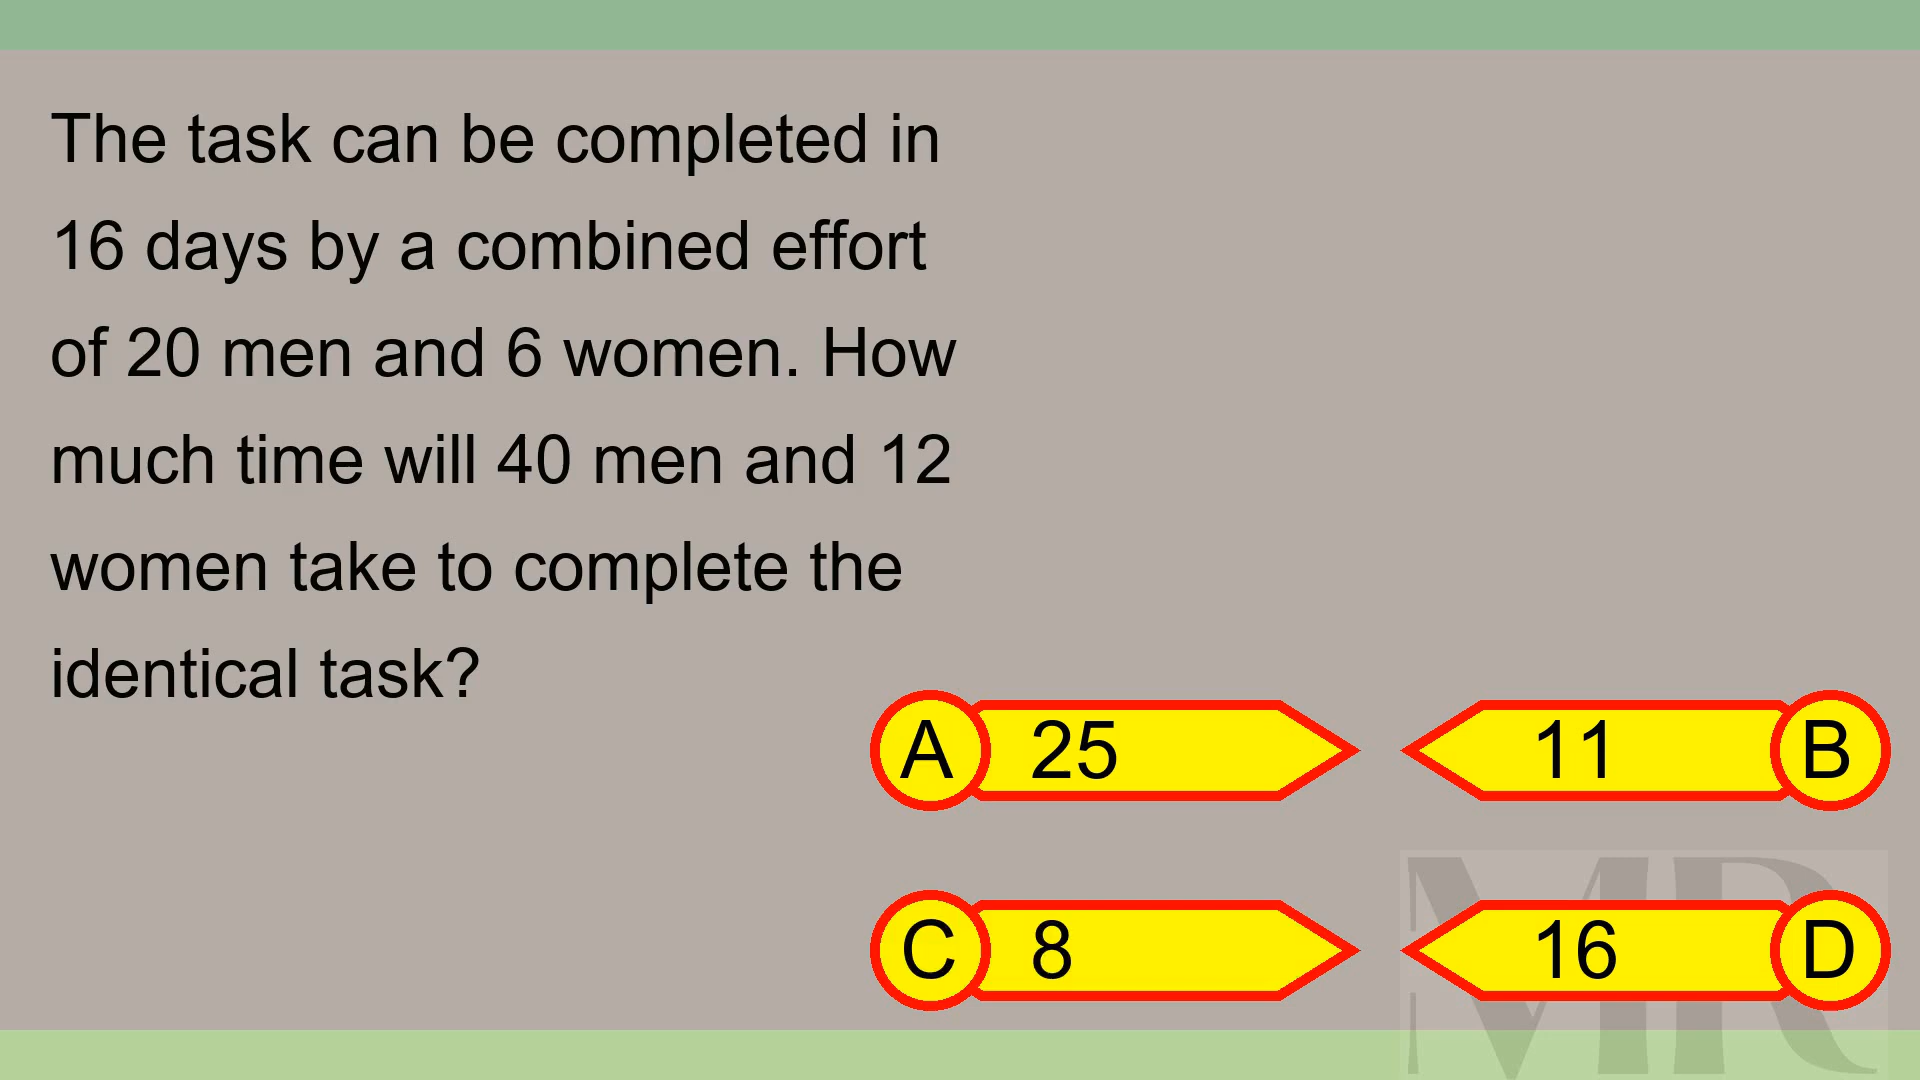 The task can be completed in
16 days by a combined effort
of 20 men and 6 women. How
much time will 40 men and 12
women take to complete the
identical task?
A 25
11 B
C 8
16 D
MR